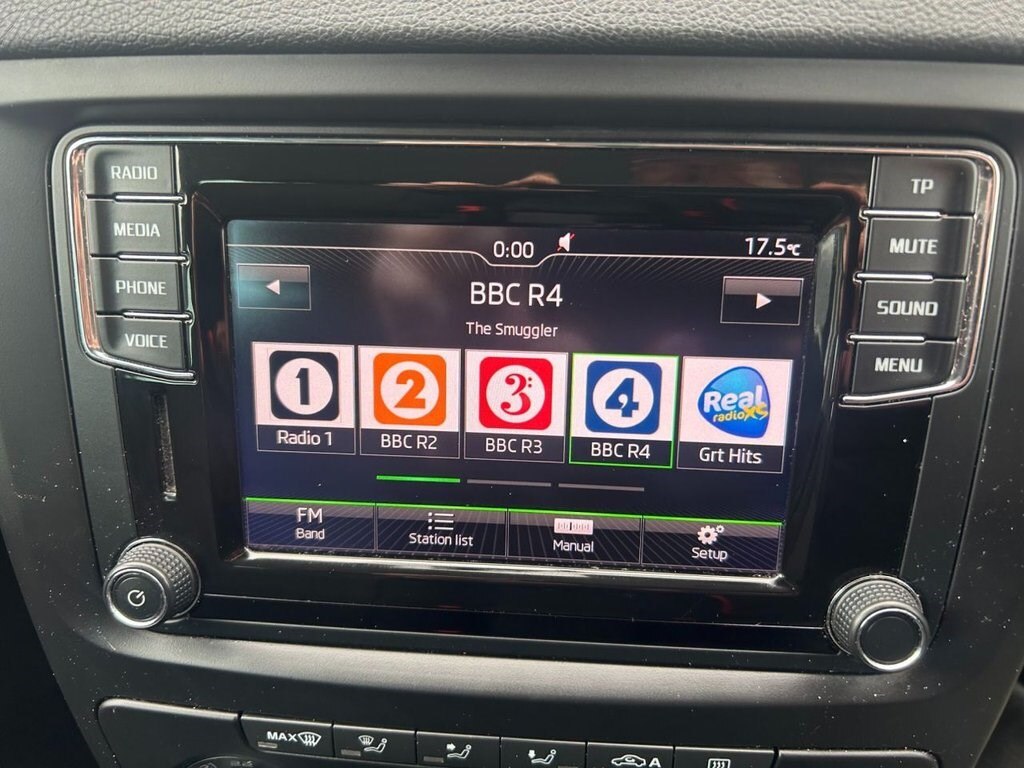 RADIO
MEDIA
PHONE
VOICE
TP
MUTE
SOUND
MENU
0:00
17.5°C
BBC R4
The Smuggler
1
2
3:
4
Real
radio XS
Radio 1
BBC R2
BBC R3
BBC R4
Grt Hits
FM
Band
Station list
Manual
Setup
MAX
A